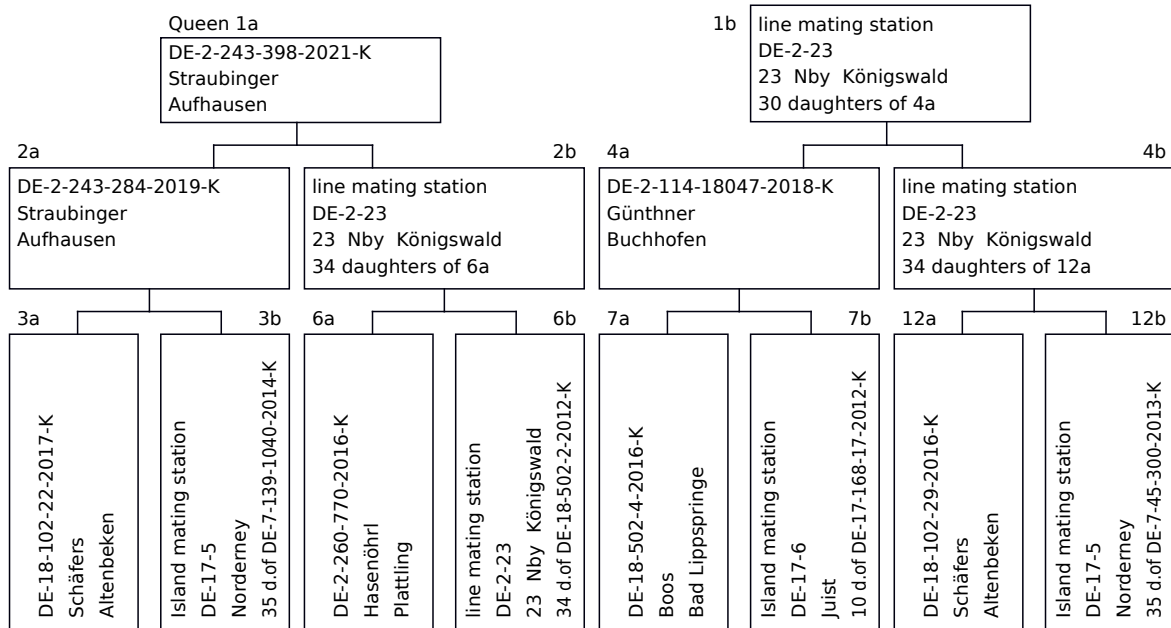 Queen 1a
DE-2-243-398-2021-K
Straubinger
Aufhausen
1b
line mating station
DE-2-23
23 Nby Königswald
30 daughters of 4a
2a
DE-2-243-284-2019-K
Straubinger
Aufhausen
2b
line mating station
DE-2-23
23 Nby Königswald
34 daughters of 6a
4a
DE-2-114-18047-2018-K
Günthner
Buchhofen
4b
line mating station
DE-2-23
23 Nby Königswald
34 daughters of 12a
3a
DE-18-102-22-2017-K
Schäfers
Altenbeken
3b
Island mating station
DE-17-5
Norderney
35 d.of DE-7-139-1040-2014-K
6a
DE-2-260-770-2016-K
Hasenöhrl
Plattling
6b
line mating station
DE-2-23
23 Nby Königswald
34 d.of DE-18-502-2-2012-K
7a
DE-18-502-4-2016-K
Boos
Bad Lippspringe
7b
Island mating station
DE-17-6
Juist
10 d.of DE-17-168-17-2012-K
12a
DE-18-102-29-2016-K
Schäfers
Altenbeken
12b
Island mating station
DE-17-5
Norderney
35 d.of DE-7-45-300-2013-K